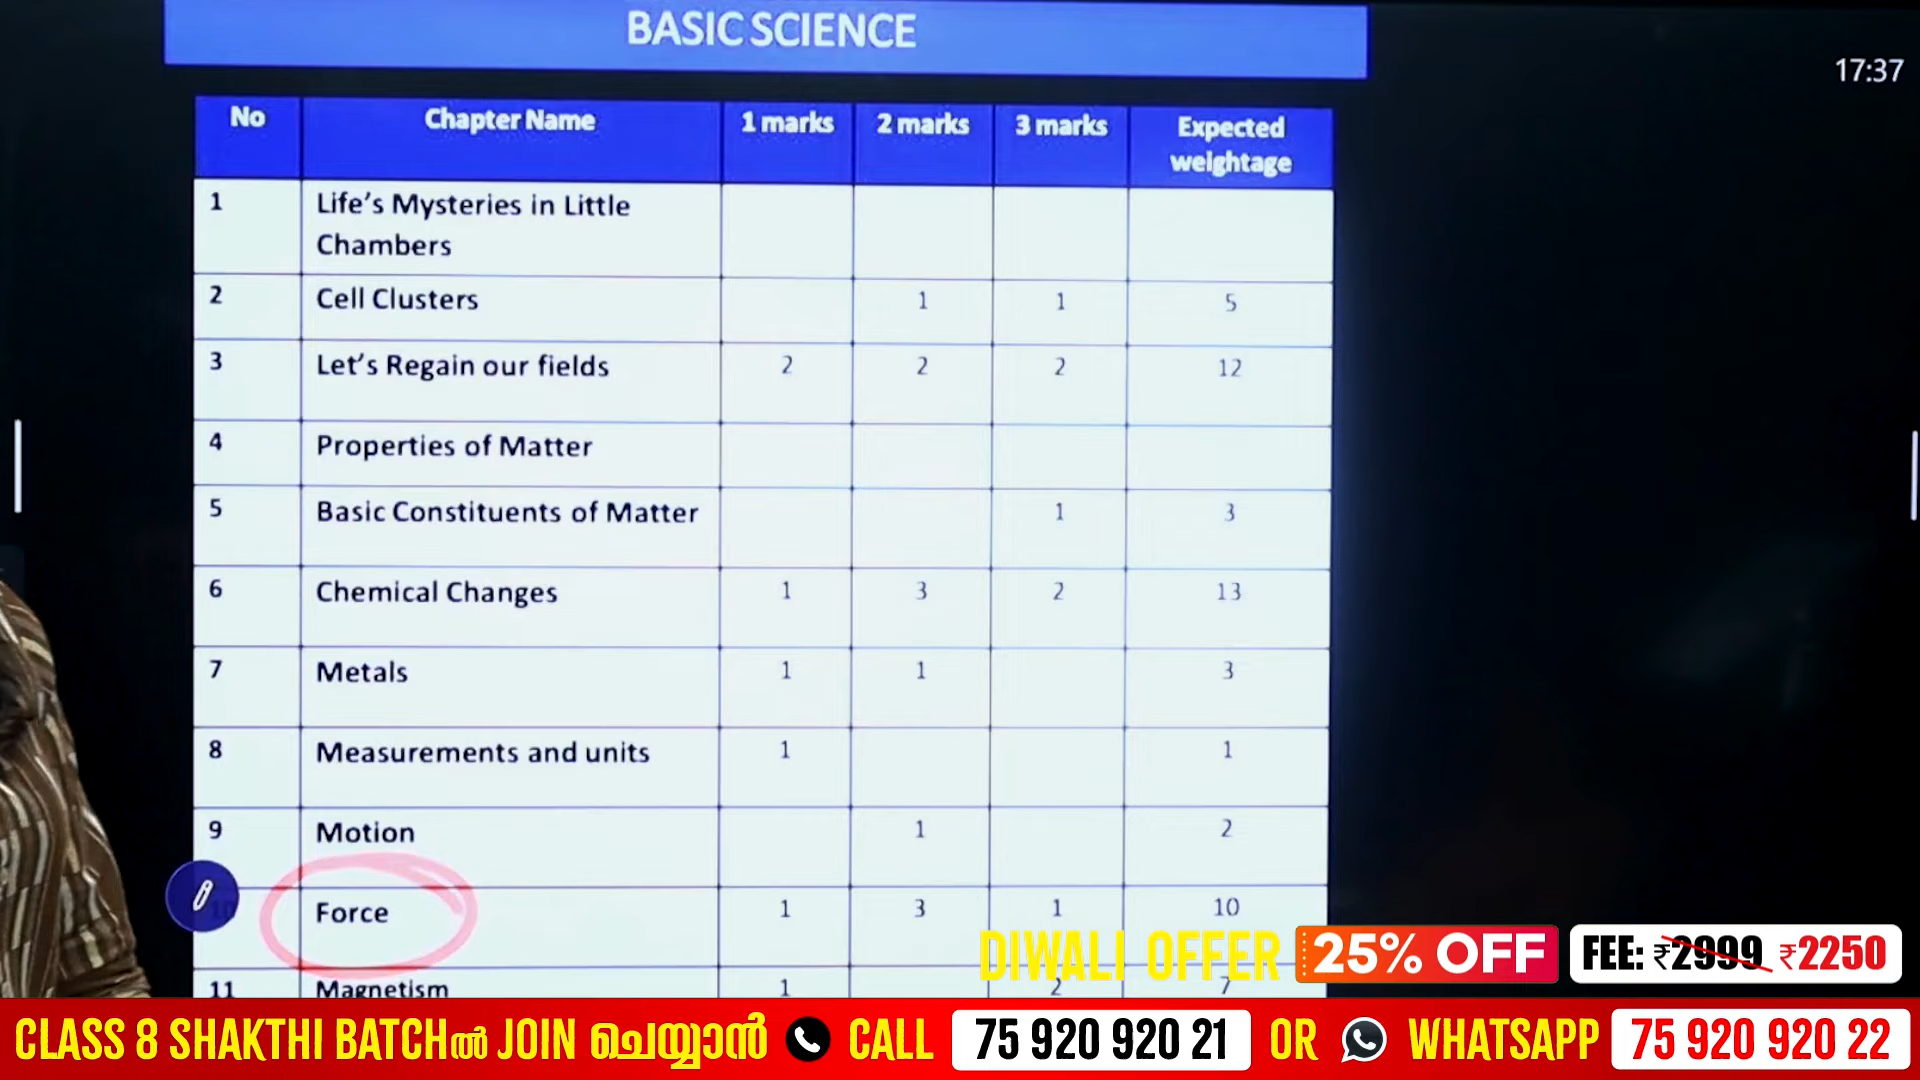 BASIC SCIENCE
17:37
No Chapter Name 1 marks 2 marks 3 marks Expected weightage
1 Life's Mysteries in Little Chambers
2 Cell Clusters 1 1 5
3 Let's Regain our fields 2 2 2 12
4 Properties of Matter
5 Basic Constituents of Matter 1 3
6 Chemical Changes 1 3 2 13
7 Metals 1 1 3
8 Measurements and units 1 1
9 Motion 1 2
10 Force 1 3 1 10
11 Magnetism 1 2 7
DIWALI OFFER 25% OFF FEE: ₹2999 ₹2250
CLASS 8 SHAKTHI BATCHൽ JOIN ചെയ്യാൻ CALL 75 920 920 21 OR WHATSAPP 75 920 920 22